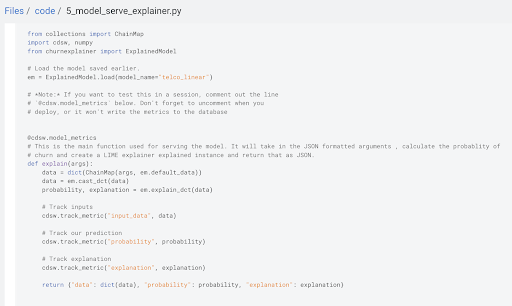 Files / code / 5_model_serve_explainer.py
from collections import ChainMap
import cdsw, numpy
from churnexplainer import ExplainedModel
# Load the model saved earlier.
em = ExplainedModel.load(model_name="telco_linear")
# *Note:* If you want to test this in a session, comment out the line
# `@cdsw.model_metrics` below. Don't forget to uncomment when you
# deploy, or it won't write the metrics to the database
@cdsw.model_metrics
# This is the main function used for serving the model. It will take in the JSON formatted arguments , calculate the probablity of
# churn and create a LIME explainer explained instance and return that as JSON.
def explain(args):
data = dict(ChainMap(args, em.default_data))
data = em.cast_dct(data)
probability, explanation = em.explain_dct(data)
# Track inputs
cdsw.track_metric("input_data", data)
# Track our prediction
cdsw.track_metric("probability", probability)
# Track explanation
cdsw.track_metric("explanation", explanation)
return {"data": dict(data), "probability": probability, "explanation": explanation}